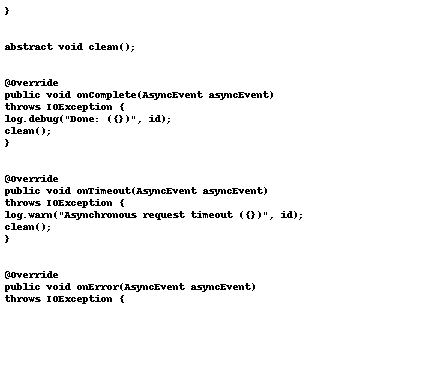 }
abstract void clean();
@Override
public void onComplete(AsyncEvent asyncEvent)
throws IOException {
log.debug("Done: ({})", id);
clean();
}
@Override
public void onTimeout(AsyncEvent asyncEvent)
throws IOException {
log.warn("Asynchronous request timeout ({})", id);
clean();
}
@Override
public void onError(AsyncEvent asyncEvent)
throws IOException {